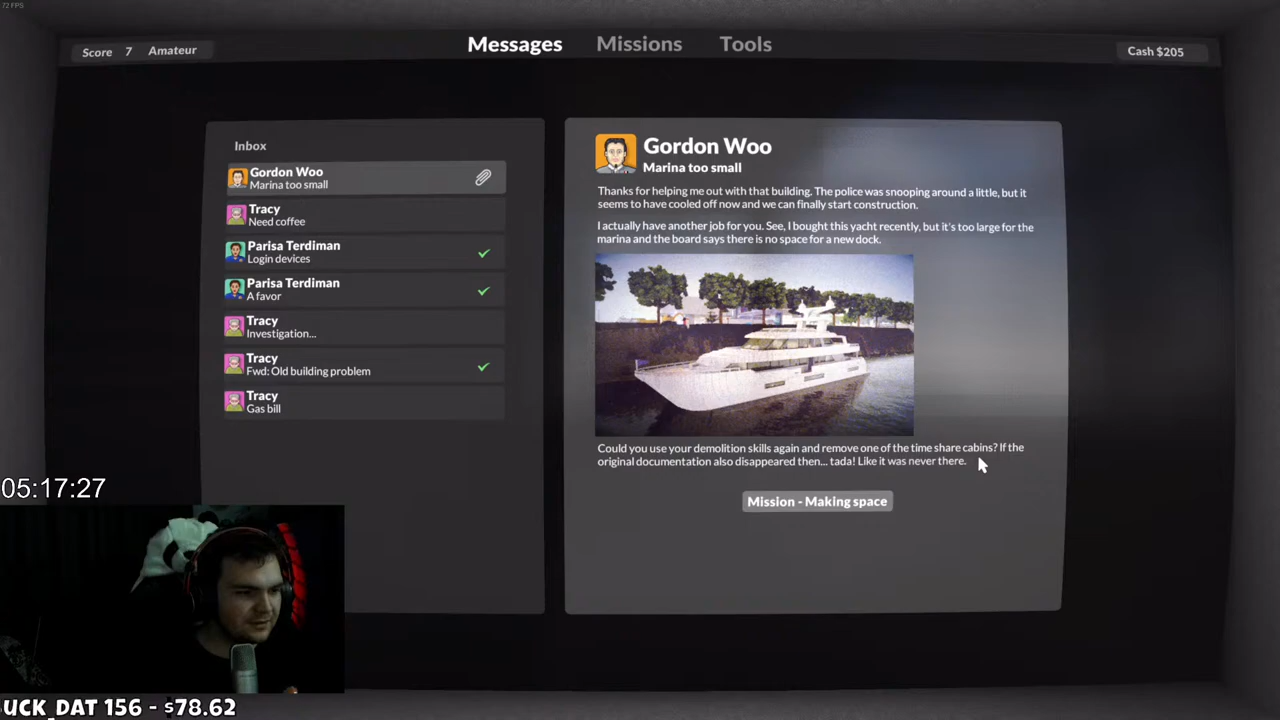 72 FPS
Score 7 Amateur
Messages Missions Tools
Cash $205
Inbox
Gordon Woo
Marina too small
Tracy
Need coffee
Parisa Terdiman
Login devices
Parisa Terdiman
A favor
Tracy
Investigation...
Tracy
Fwd: Old building problem
Tracy
Gas bill
Gordon Woo
Marina too small
Thanks for helping me out with that building. The police was snooping around a little, but it
seems to have cooled off now and we can finally start construction.
I actually have another job for you. See, I bought this yacht recently, but it's too large for the
marina and the board says there is no space for a new dock.
Could you use your demolition skills again and remove one of the time share cabins? If the
original documentation also disappeared then... tada! Like it was never there.
Mission - Making space
05:17:27
UCK_DAT 156 - $78.62